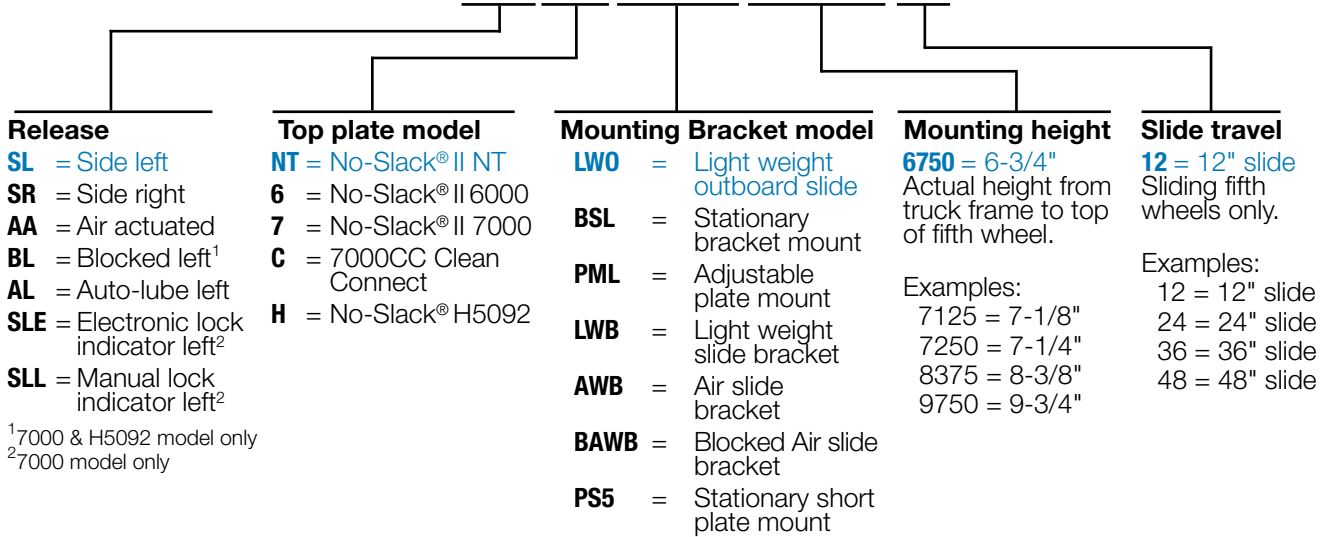 Release
SL = Side left
SR = Side right
AA = Air actuated
BL = Blocked left¹
AL = Auto-lube left
SLE = Electronic lock
indicator left²
SLL = Manual lock
indicator left²
¹7000 & H5092 model only
²7000 model only
Top plate model
NT = No-Slack® II NT
6 = No-Slack® II 6000
7 = No-Slack® II 7000
C = 7000CC Clean
Connect
H = No-Slack® H5092
Mounting Bracket model
LWO = Light weight
outboard slide
BSL = Stationary
bracket mount
PML = Adjustable
plate mount
LWB = Light weight
slide bracket
AWB = Air slide
bracket
BAWB = Blocked Air slide
bracket
PS5 = Stationary short
plate mount
Mounting height
6750 = 6-3/4"
Actual height from
truck frame to top
of fifth wheel.
Examples:
7125 = 7-1/8"
7250 = 7-1/4"
8375 = 8-3/8"
9750 = 9-3/4"
Slide travel
12 = 12" slide
Sliding fifth
wheels only.
Examples:
12 = 12" slide
24 = 24" slide
36 = 36" slide
48 = 48" slide